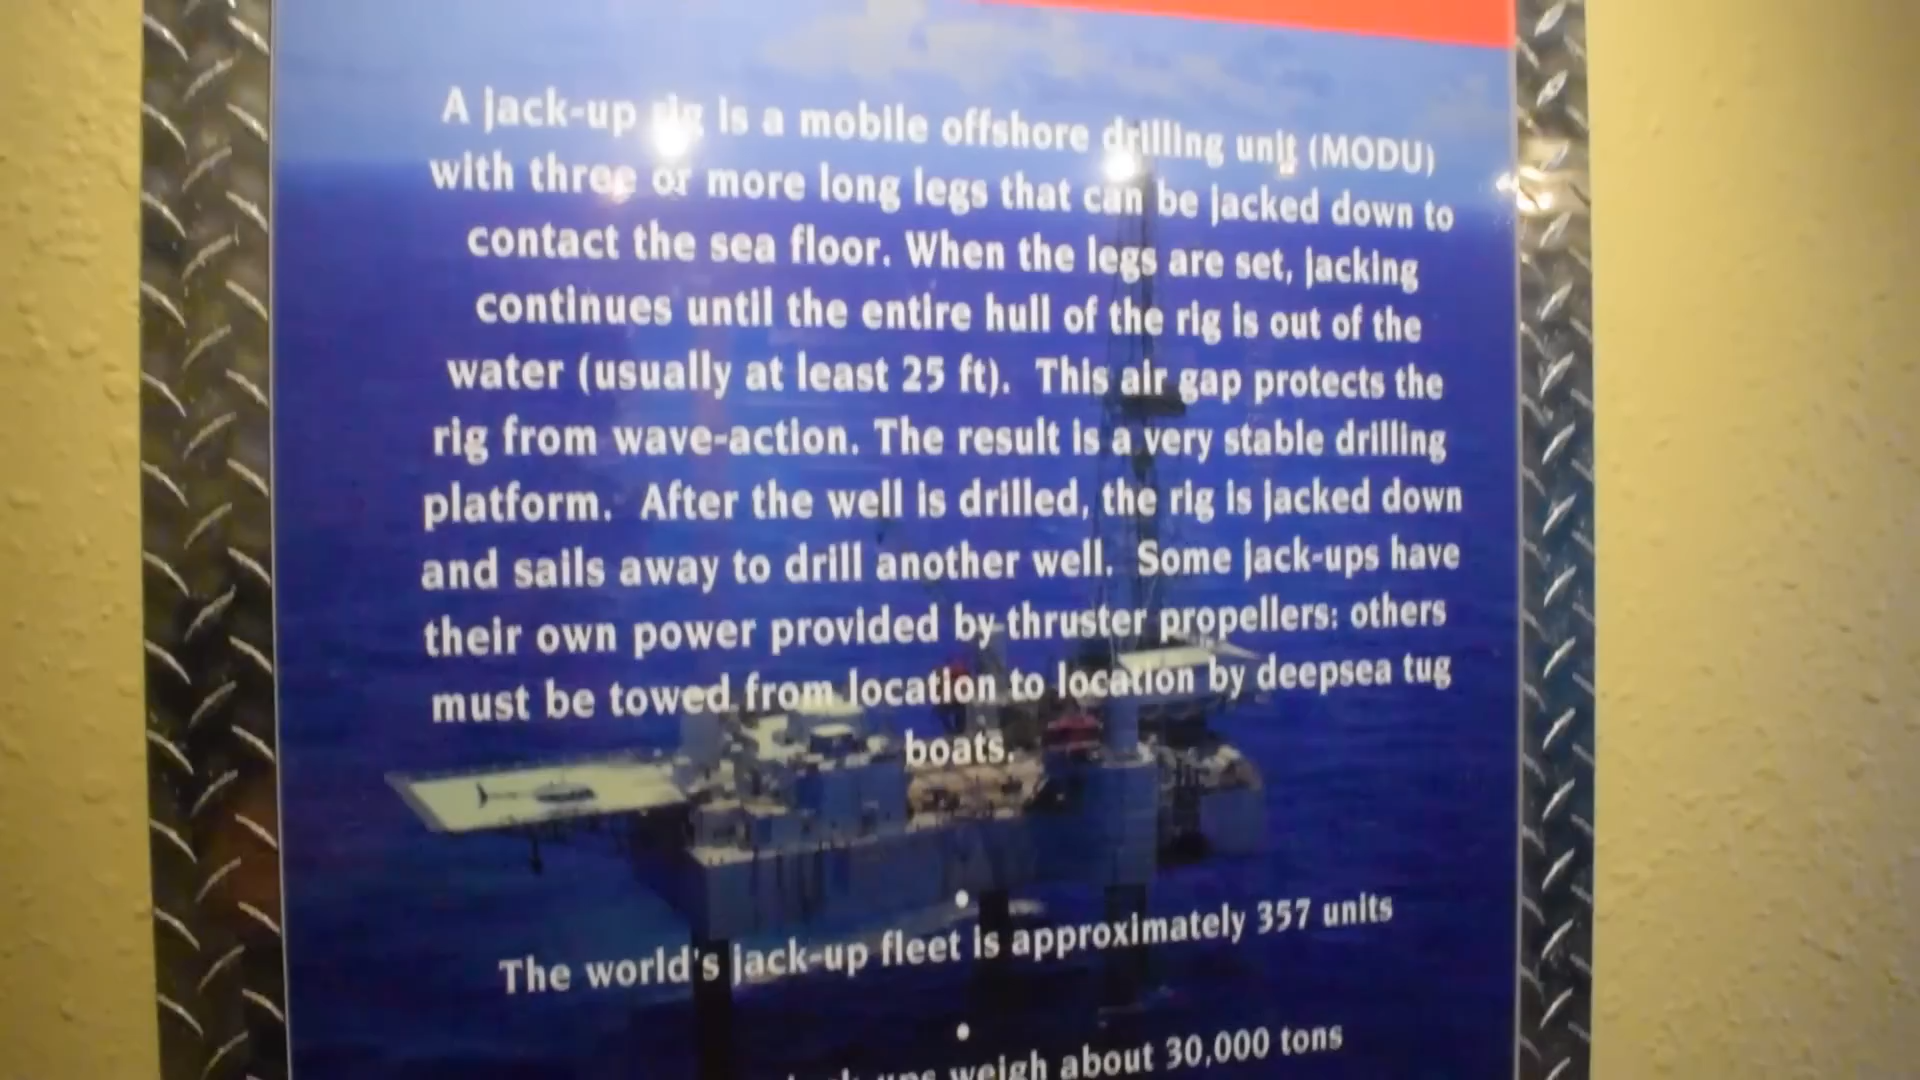 A jack-up rig is a mobile offshore drilling unit (MODU)
with three or more long legs that can be jacked down to
contact the sea floor. When the legs are set, jacking
continues until the entire hull of the rig is out of the
water (usually at least 25 ft). This air gap protects the
rig from wave-action. The result is a very stable drilling
platform. After the well is drilled, the rig is jacked down
and sails away to drill another well. Some jack-ups have
their own power provided by thruster propellers: others
must be towed from location to location by deepsea tug
boats.
•
The world's jack-up fleet is approximately 357 units
•
weigh about 30,000 tons